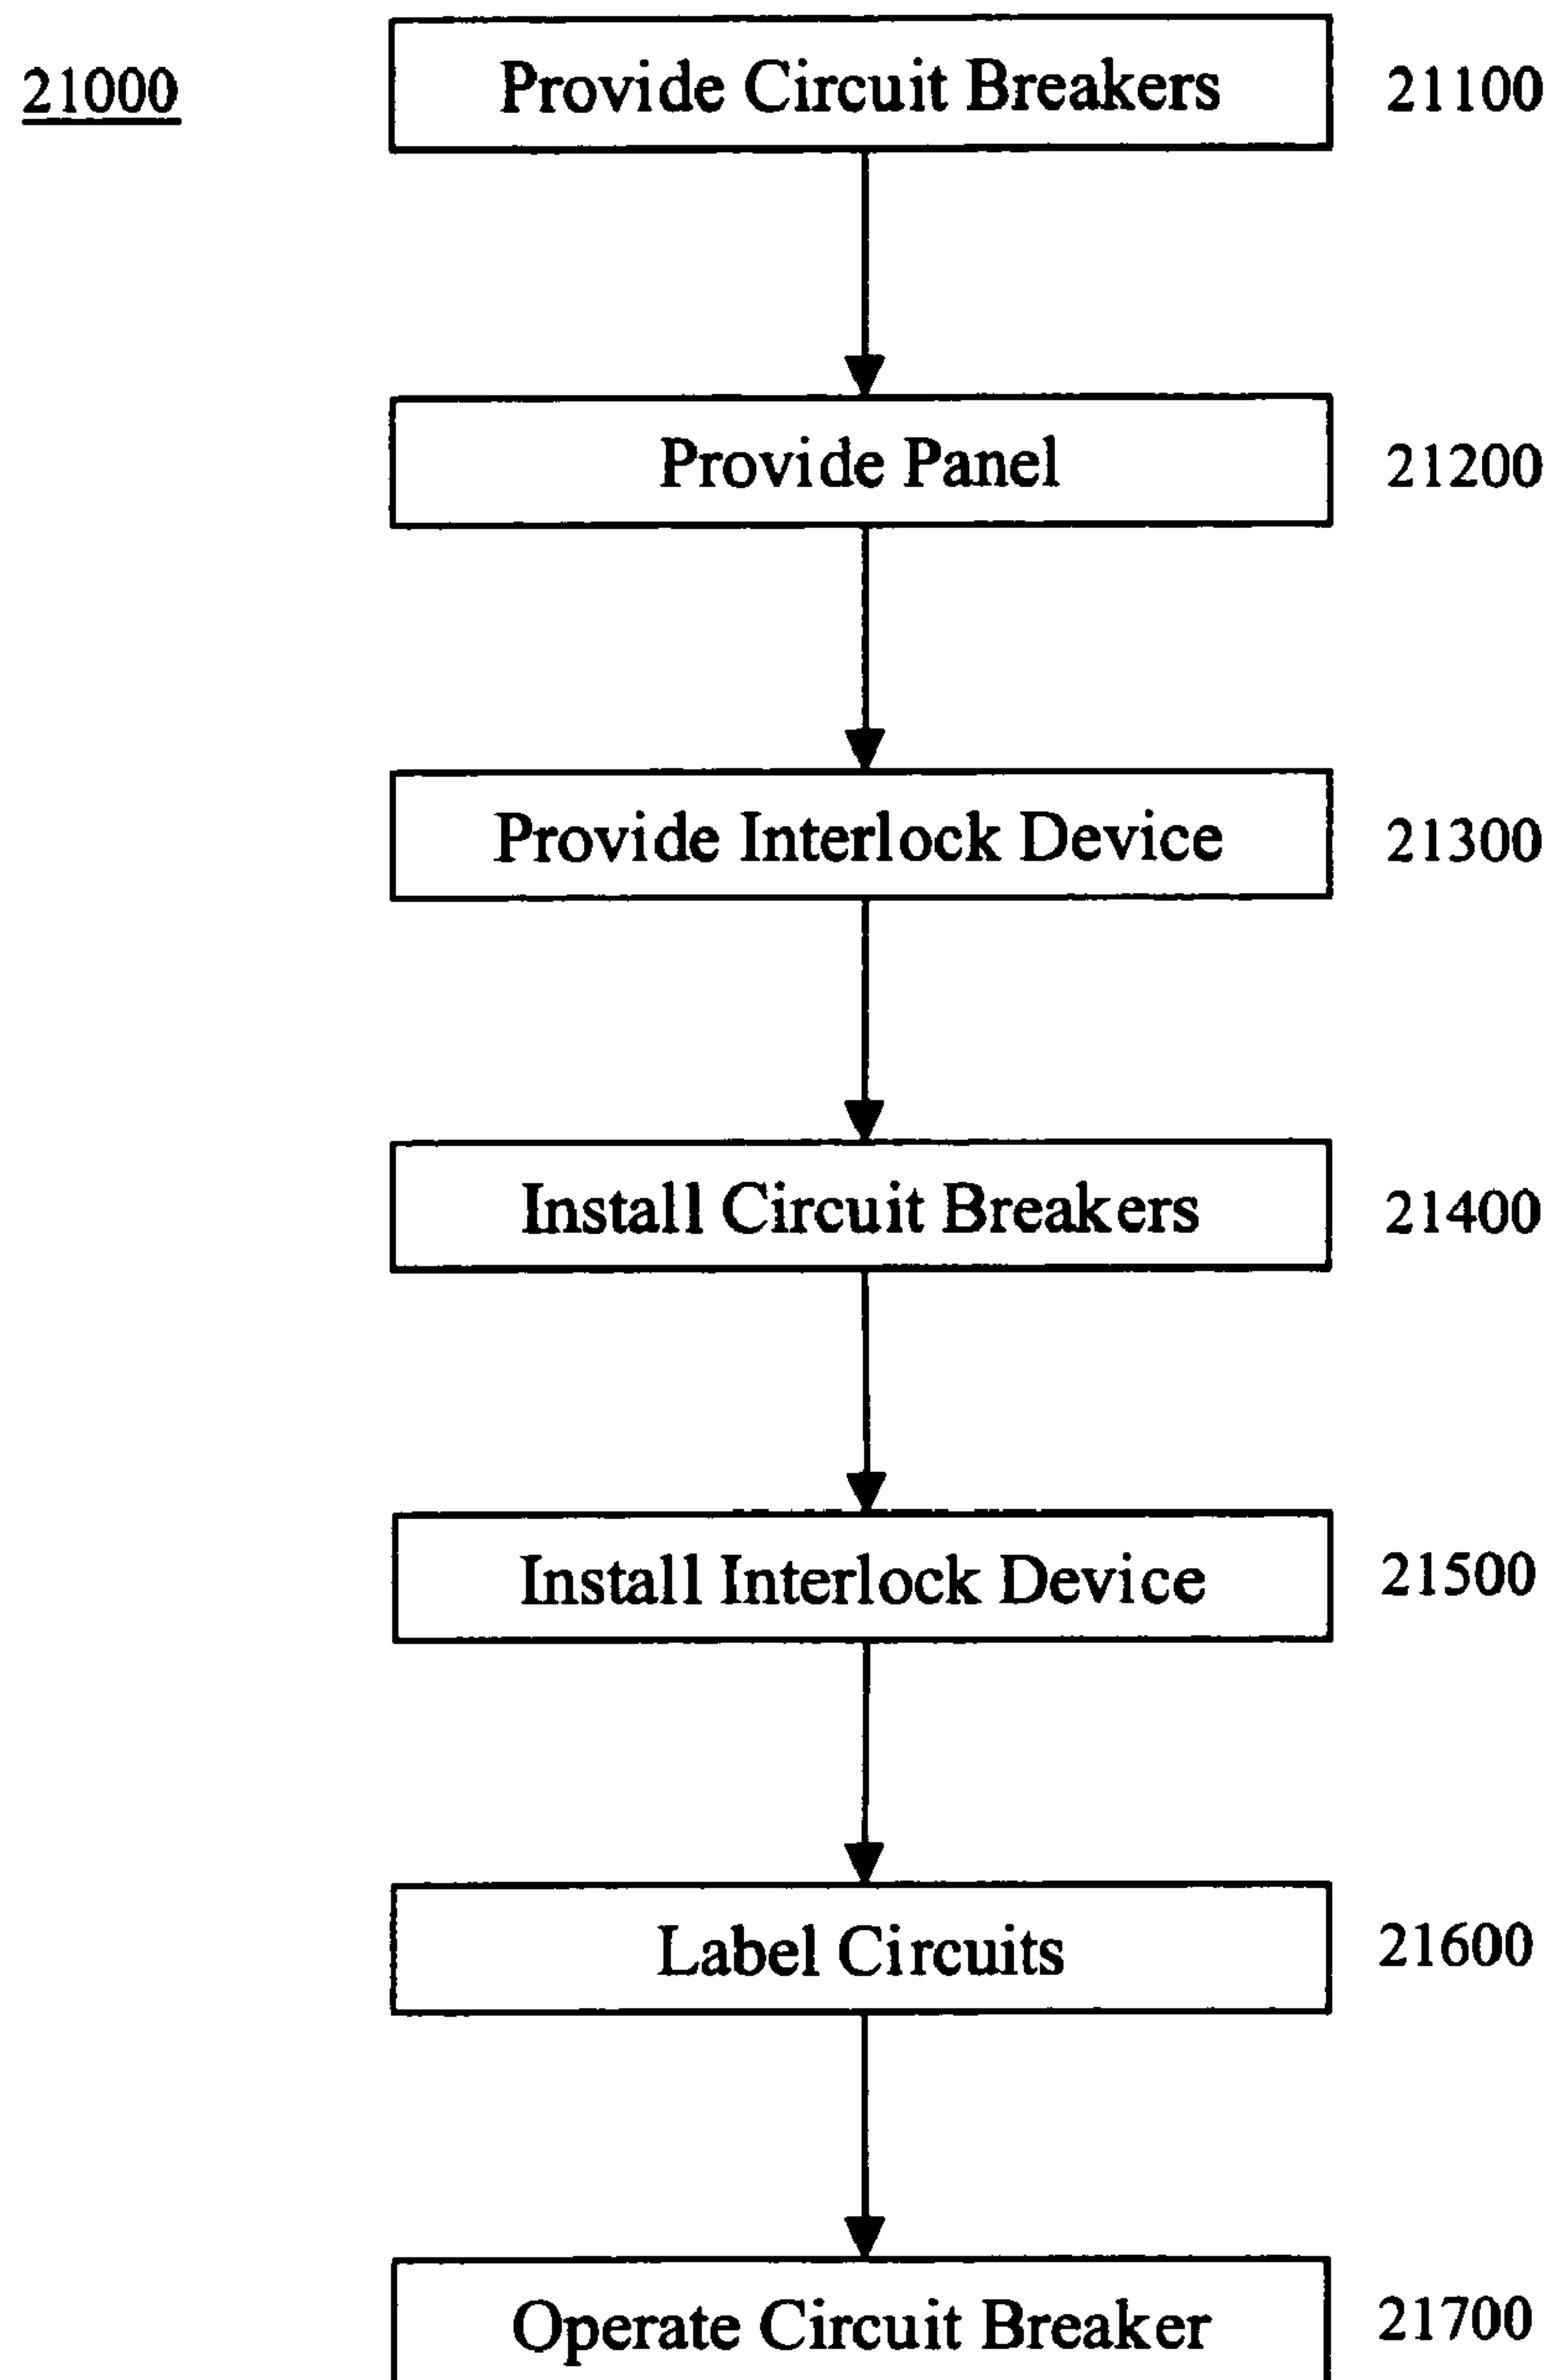 21000
Provide Circuit Breakers 21100
Provide Panel 21200
Provide Interlock Device 21300
Install Circuit Breakers 21400
Install Interlock Device 21500
Label Circuits 21600
Operate Circuit Breaker 21700